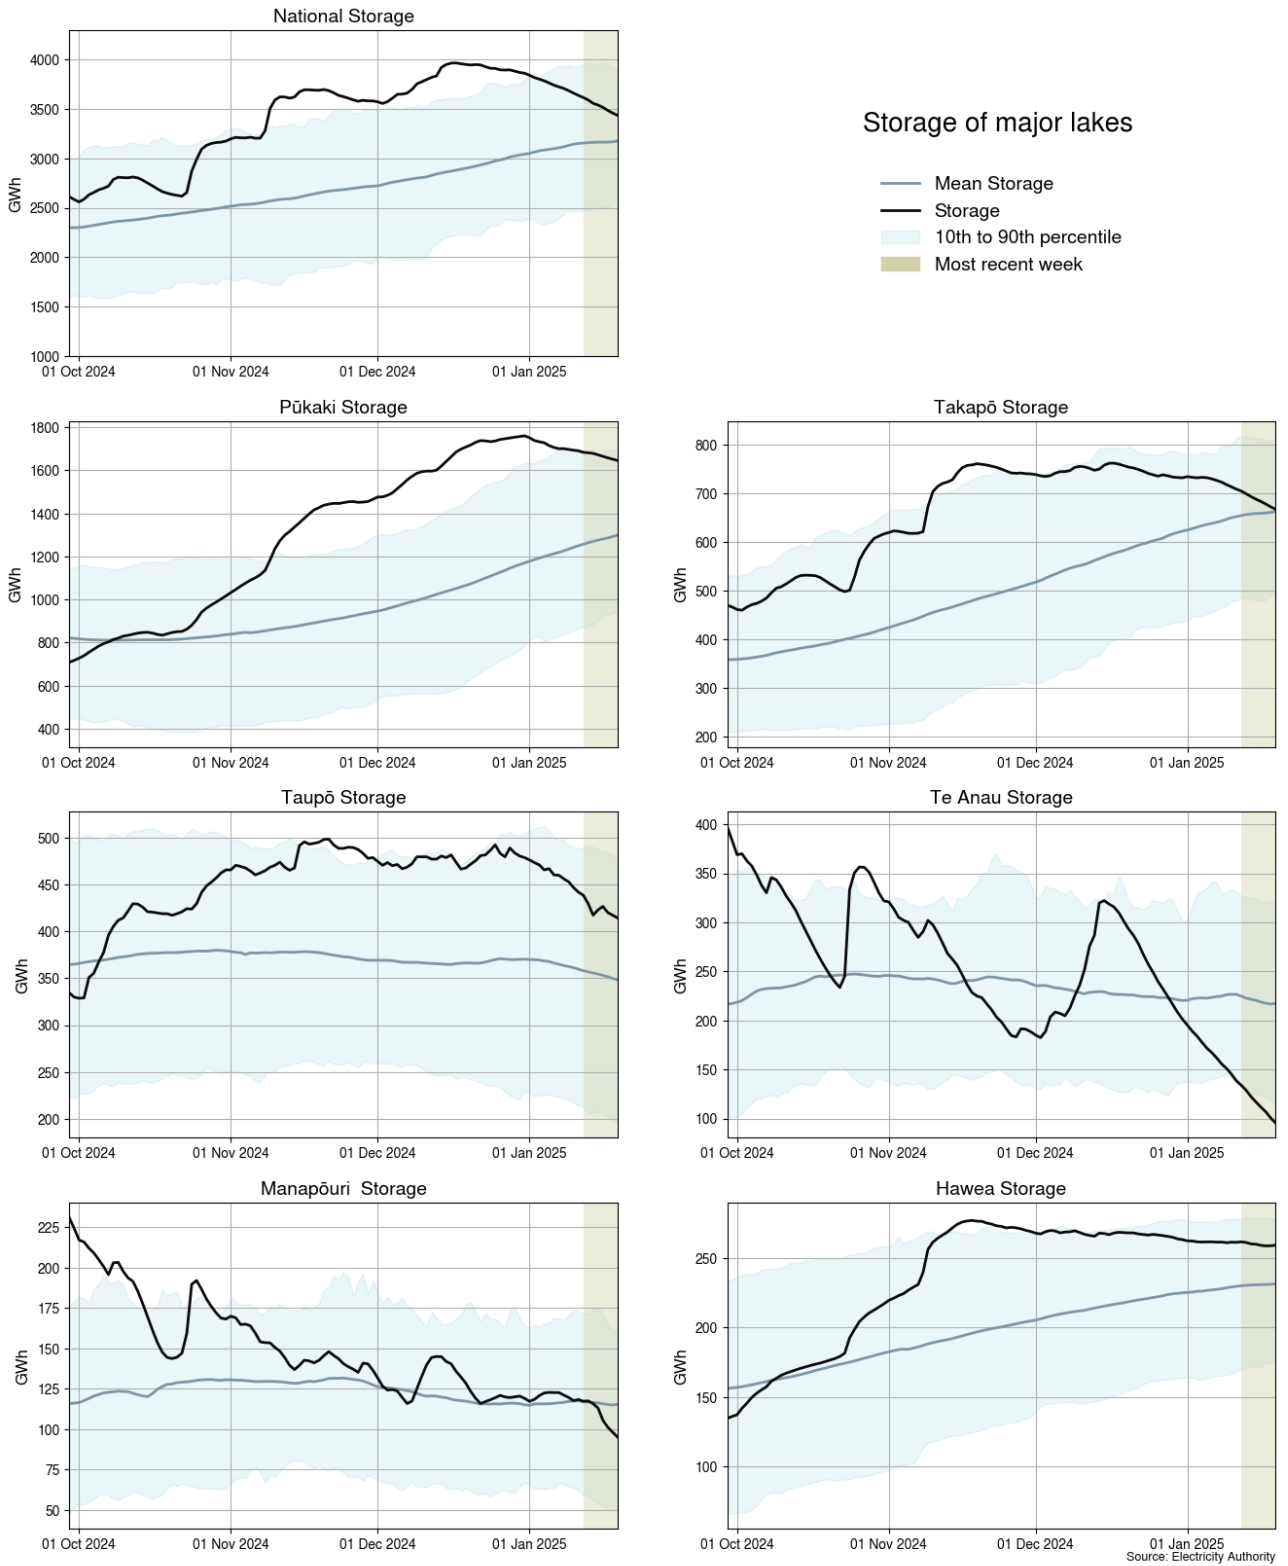 National Storage
GWh
4000
3500
3000
2500
2000
1500
1000
01 Oct 2024 01 Nov 2024 01 Dec 2024 01 Jan 2025
Storage of major lakes
Mean Storage
Storage
10th to 90th percentile
Most recent week
Pūkaki Storage
GWh
1800
1600
1400
1200
1000
800
600
400
01 Oct 2024 01 Nov 2024 01 Dec 2024 01 Jan 2025
Takapō Storage
GWh
800
700
600
500
400
300
200
01 Oct 2024 01 Nov 2024 01 Dec 2024 01 Jan 2025
Taupō Storage
GWh
500
450
400
350
300
250
200
01 Oct 2024 01 Nov 2024 01 Dec 2024 01 Jan 2025
Te Anau Storage
GWh
400
350
300
250
200
150
100
01 Oct 2024 01 Nov 2024 01 Dec 2024 01 Jan 2025
Manapōuri  Storage
GWh
225
200
175
150
125
100
75
50
01 Oct 2024 01 Nov 2024 01 Dec 2024 01 Jan 2025
Hawea Storage
GWh
250
200
150
100
01 Oct 2024 01 Nov 2024 01 Dec 2024 01 Jan 2025
Source: Electricity Authority